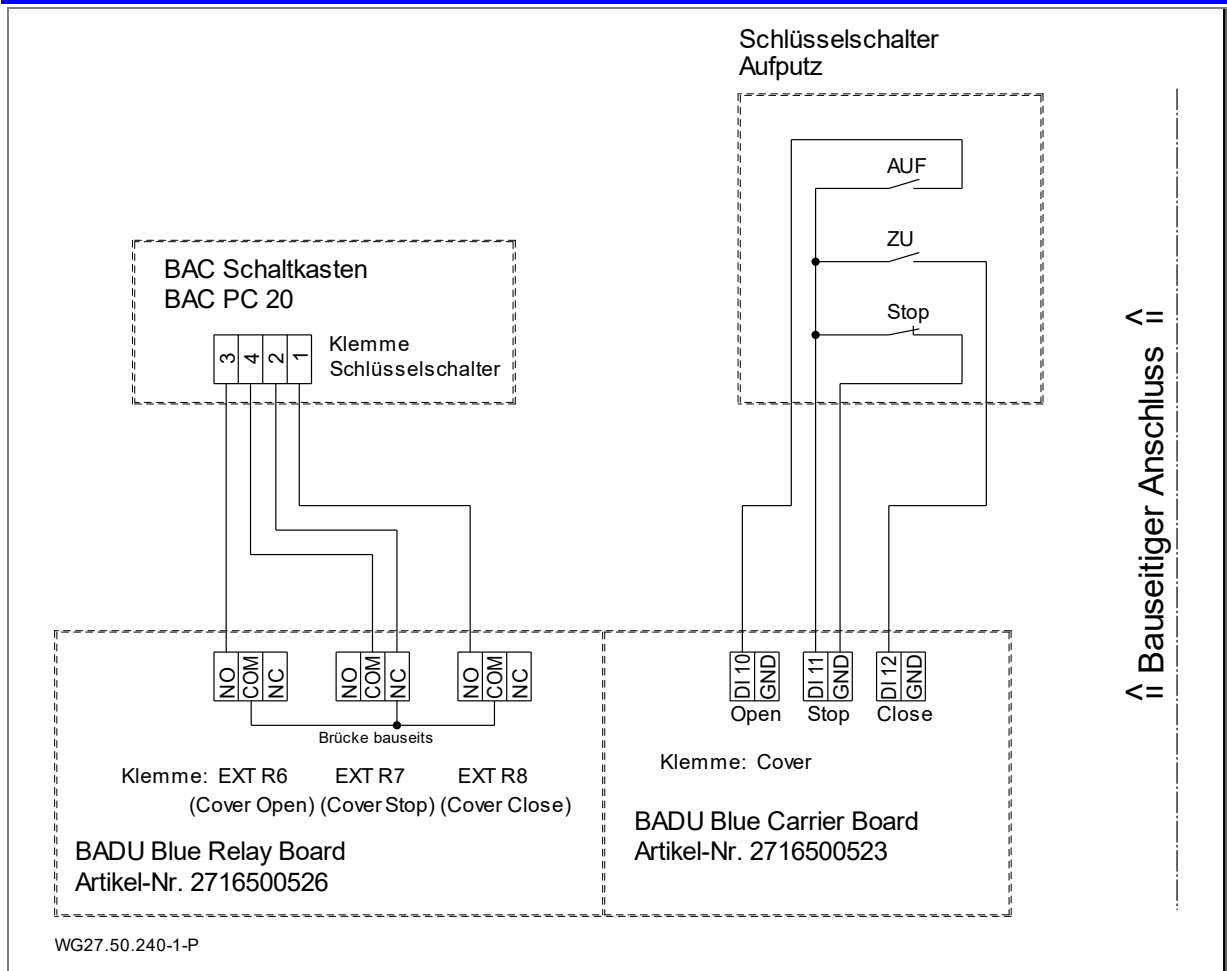 Schlüsselschalter
Aufputz
AUF
ZU
Stop
BAC Schaltkasten
BAC PC 20
3 4 2 1
Klemme
Schlüsselschalter
NO COM NC
NO COM NC
NO COM NC
Brücke bauseits
Klemme: EXT R6 EXT R7 EXT R8
(Cover Open) (Cover Stop) (Cover Close)
BADU Blue Relay Board
Artikel-Nr. 2716500526
DI 10 GND
DI 11 GND
DI 12 GND
Open Stop Close
Klemme: Cover
BADU Blue Carrier Board
Artikel-Nr. 2716500523
<= Bauseitiger Anschluss <=
WG27.50.240-1-P